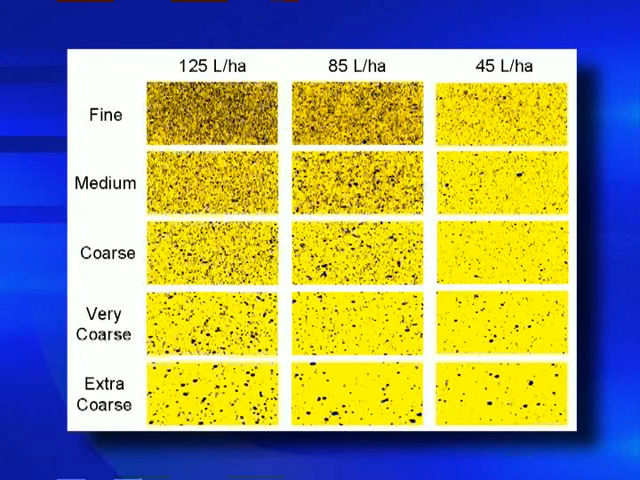 125 L/ha 85 L/ha 45 L/ha
Fine
Medium
Coarse
Very
Coarse
Extra
Coarse